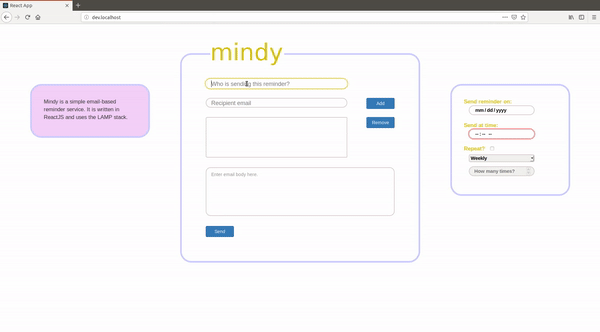 React App
dev.localhost
mindy
Who is sending this reminder?
Recipient email
Add
Remove
Enter email body here.
Send
Mindy is a simple email-based
reminder service. It is written in
ReactJS and uses the LAMP stack.
Send reminder on:
mm/dd/yyyy
Send at time:
--:-- --
Repeat?
Weekly
How many times?